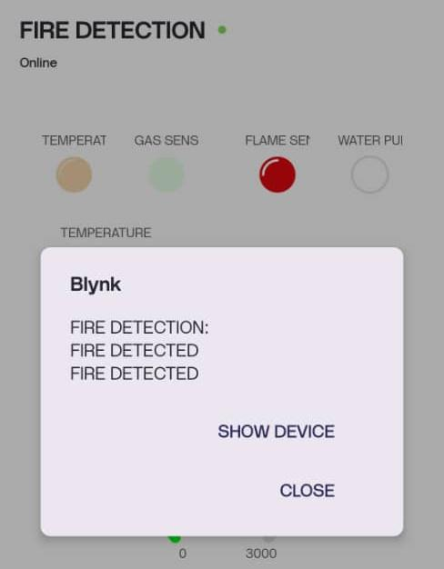 FIRE DETECTION
Online
TEMPERAT GAS SENS FLAME SEN WATER PUI
TEMPERATURE
Blynk
FIRE DETECTION:
FIRE DETECTED
FIRE DETECTED
SHOW DEVICE
CLOSE
0 3000